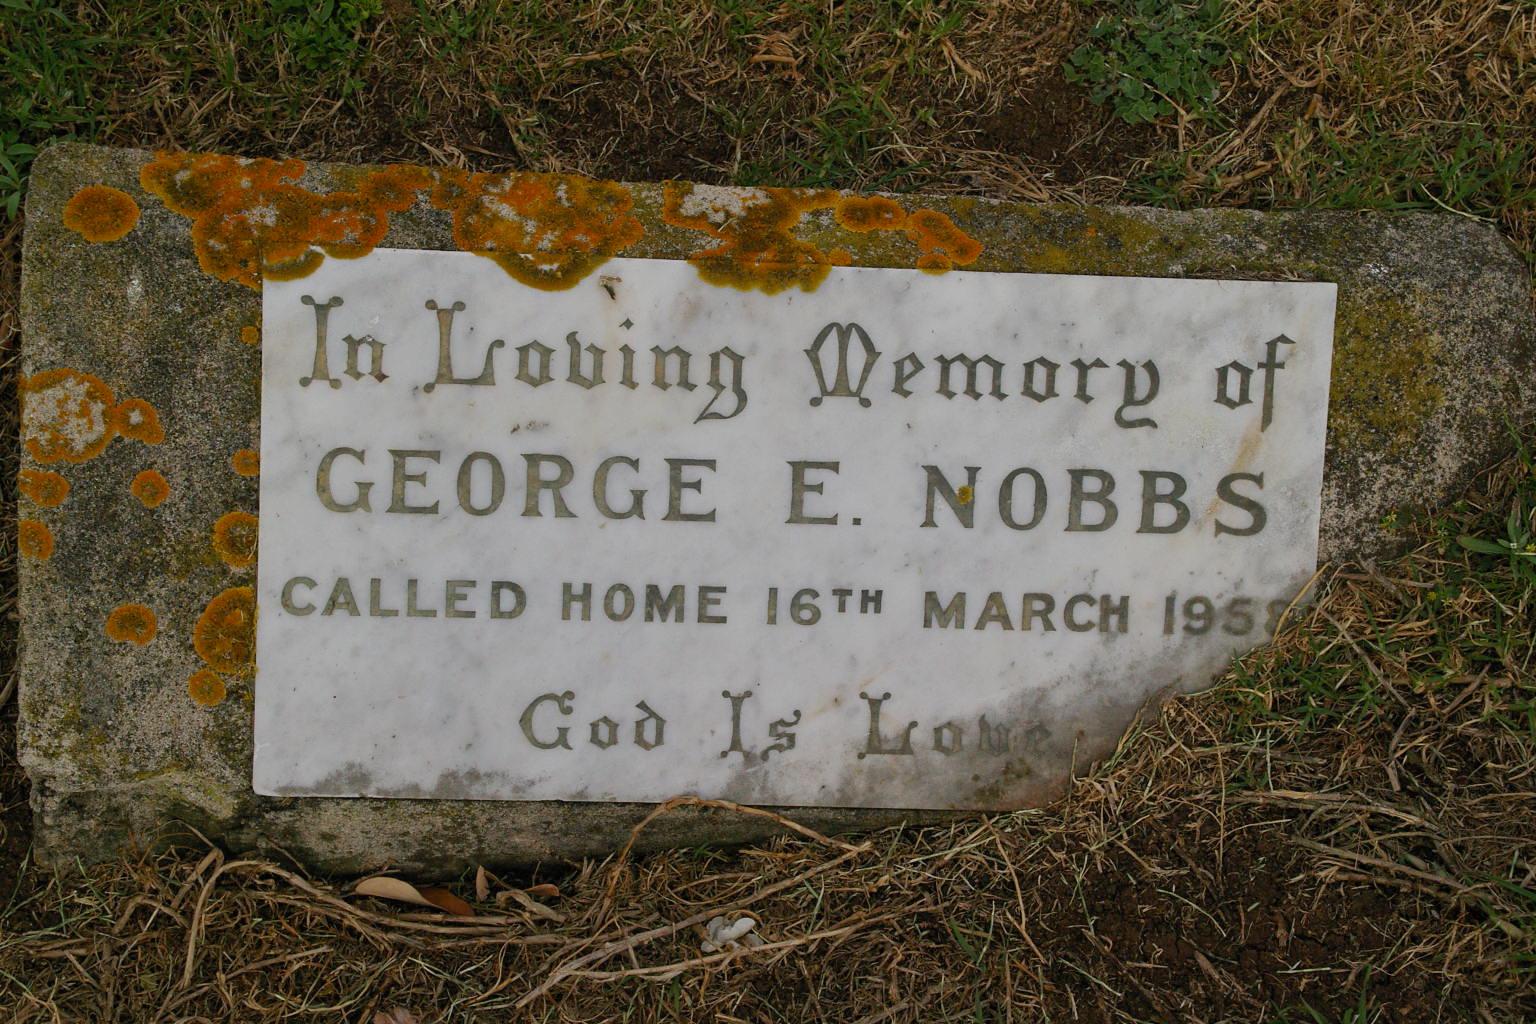 In Loving Memory of
GEORGE E. NOBBS
CALLED HOME 16TH MARCH 1958
God Is Love